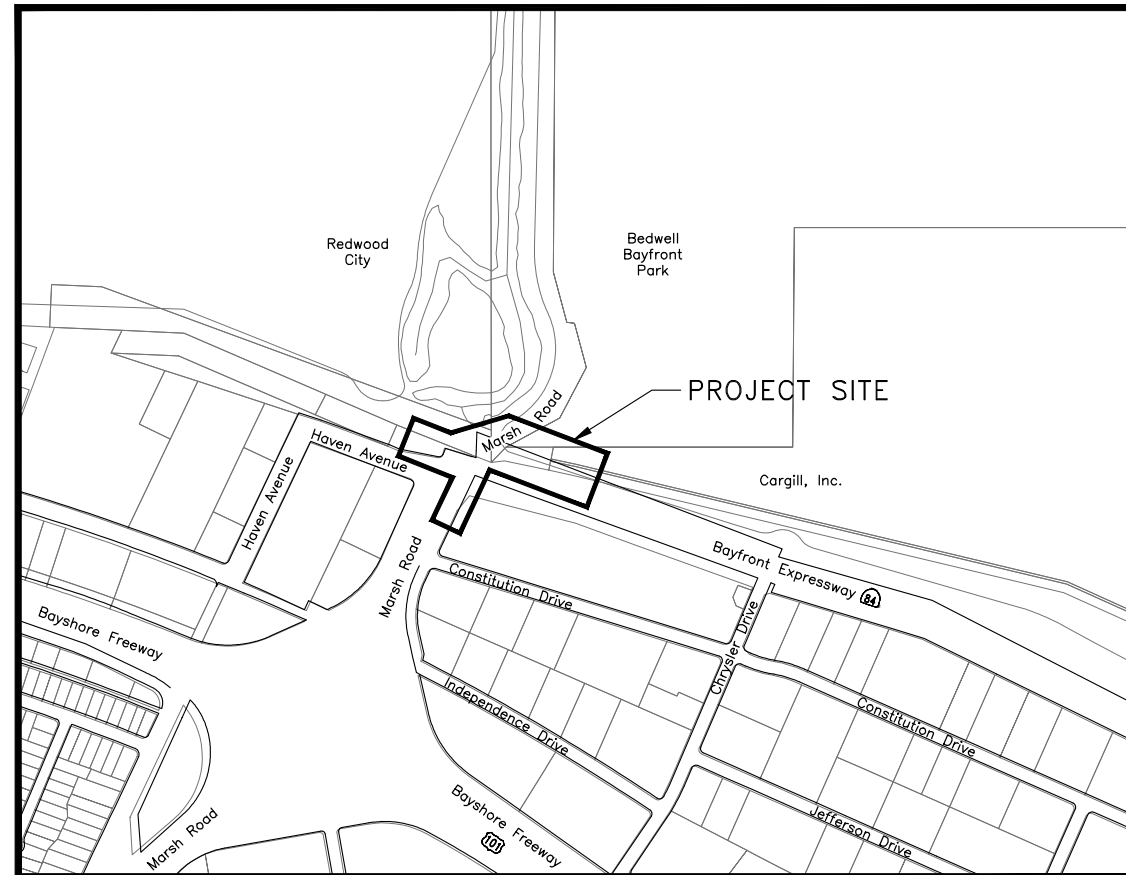 Redwood
City
Bedwell
Bayfront
Park
PROJECT SITE
Marsh Road
Haven Avenue
Haven Avenue
Cargill, Inc.
Marsh Road
Bayfront Expressway 84
Constitution Drive
Chrysler Drive
Bayshore Freeway
Independence Drive
Constitution Drive
Bayshore Freeway
101
Jefferson Drive
Marsh Road